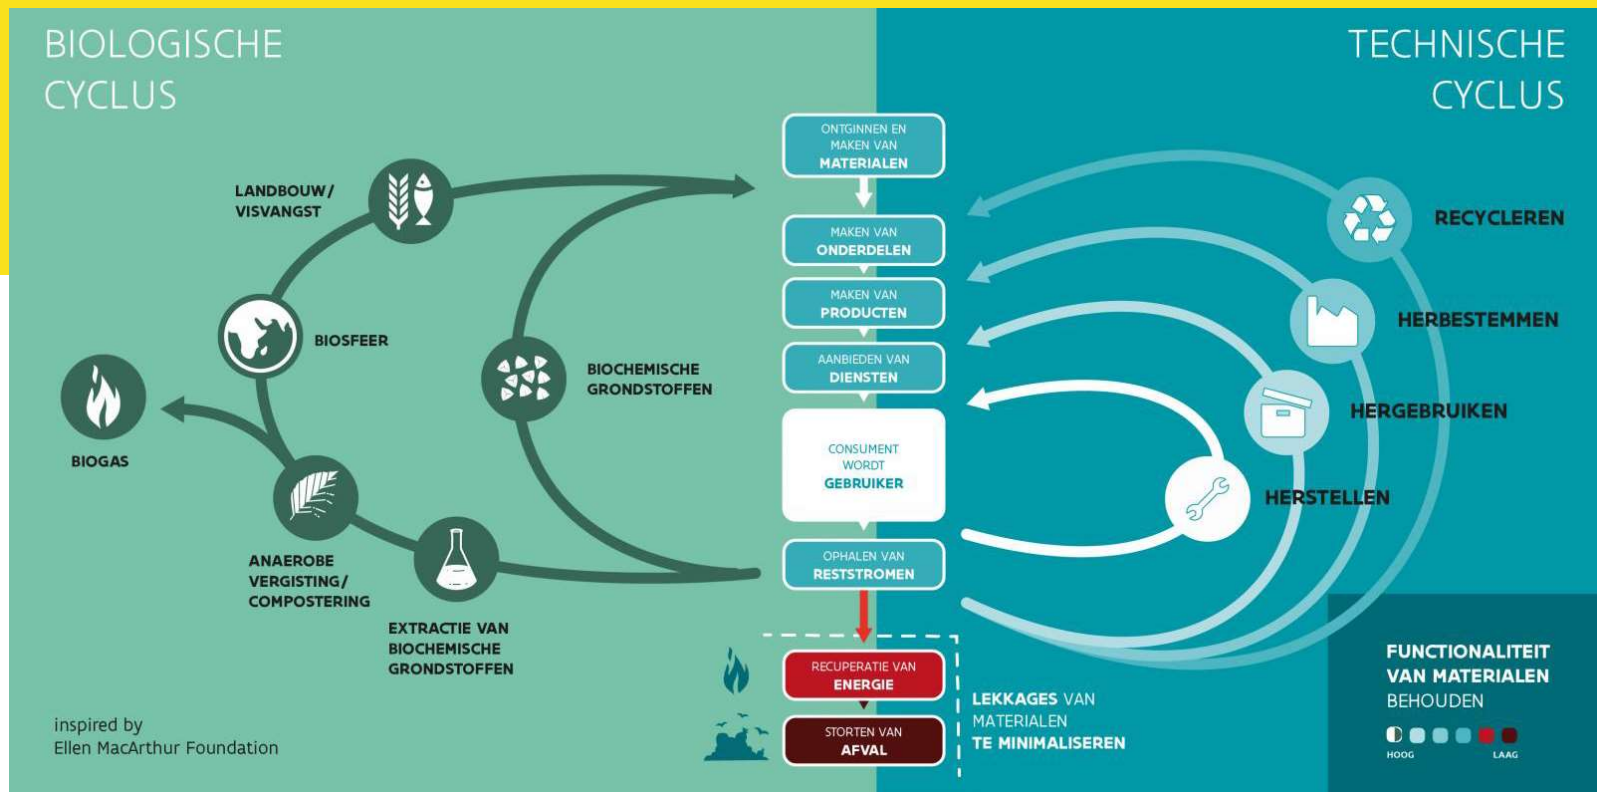 BIOLOGISCHE
CYCLUS
TECHNISCHE
CYCLUS
LANDBOUW/
VISVANGST
BIOSFEER
BIOGAS
ANAEROBE
VERGISTING/
COMPOSTERING
EXTRACTIE VAN
BIOCHEMISCHE
GRONDSTOFFEN
BIOCHEMISCHE
GRONDSTOFFEN
ONTGINNEN EN
MAKEN VAN
MATERIALEN
MAKEN VAN
ONDERDELEN
MAKEN VAN
PRODUCTEN
AANBIEDEN VAN
DIENSTEN
CONSUMENT
WORDT
GEBRUIKER
OPHALEN VAN
RESTSTROMEN
RECUPERATIE VAN
ENERGIE
STORTEN VAN
AFVAL
RECYCLEREN
HERBESTEMMEN
HERGEBRUIKEN
HERSTELLEN
LEKKAGES VAN
MATERIALEN
TE MINIMALISEREN
FUNCTIONALITEIT
VAN MATERIALEN
BEHOUDEN
HOOG LAAG
inspired by
Ellen MacArthur Foundation